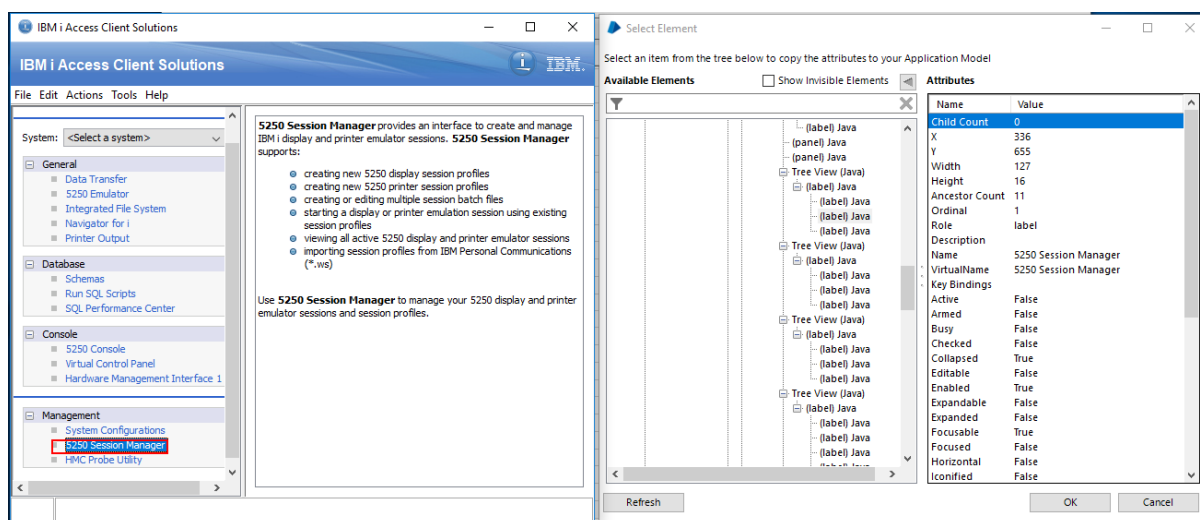 IBM i Access Client Solutions
IBM i Access Client Solutions
IBM.
File Edit Actions Tools Help
System: <Select a system>
General
Data Transfer
5250 Emulator
Integrated File System
Navigator for i
Printer Output
Database
Schemas
Run SQL Scripts
SQL Performance Center
Console
5250 Console
Virtual Control Panel
Hardware Management Interface 1
Management
System Configurations
5250 Session Manager
HMC Probe Utility
5250 Session Manager provides an interface to create and manage
IBM i display and printer emulator sessions. 5250 Session Manager
supports:
creating new 5250 display session profiles
creating new 5250 printer session profiles
creating or editing multiple session batch files
starting a display or printer emulation session using existing
session profiles
viewing all active 5250 display and printer emulator sessions
importing session profiles from IBM Personal Communications
(*.ws)
Use 5250 Session Manager to manage your 5250 display and printer
emulator sessions and session profiles.
Select Element
Select an item from the tree below to copy the attributes to your Application Model
Available Elements
Show Invisible Elements
(label) Java
(panel) Java
(panel) Java
Tree View (Java)
(label) Java
(label) Java
(label) Java
(label) Java
Tree View (Java)
(label) Java
(label) Java
(label) Java
(label) Java
Tree View (Java)
(label) Java
(label) Java
(label) Java
(label) Java
Tree View (Java)
(label) Java
(label) Java
(label) Java
(label) Java
Attributes
Name Value
Child Count 0
X 336
Y 655
Width 127
Height 16
Ancestor Count 11
Ordinal 1
Role label
Description
Name 5250 Session Manager
VirtualName 5250 Session Manager
Key Bindings
Active False
Armed False
Busy False
Checked False
Collapsed True
Editable False
Enabled True
Expandable False
Expanded False
Focusable True
Focused False
Horizontal False
Iconified False
Refresh
OK
Cancel